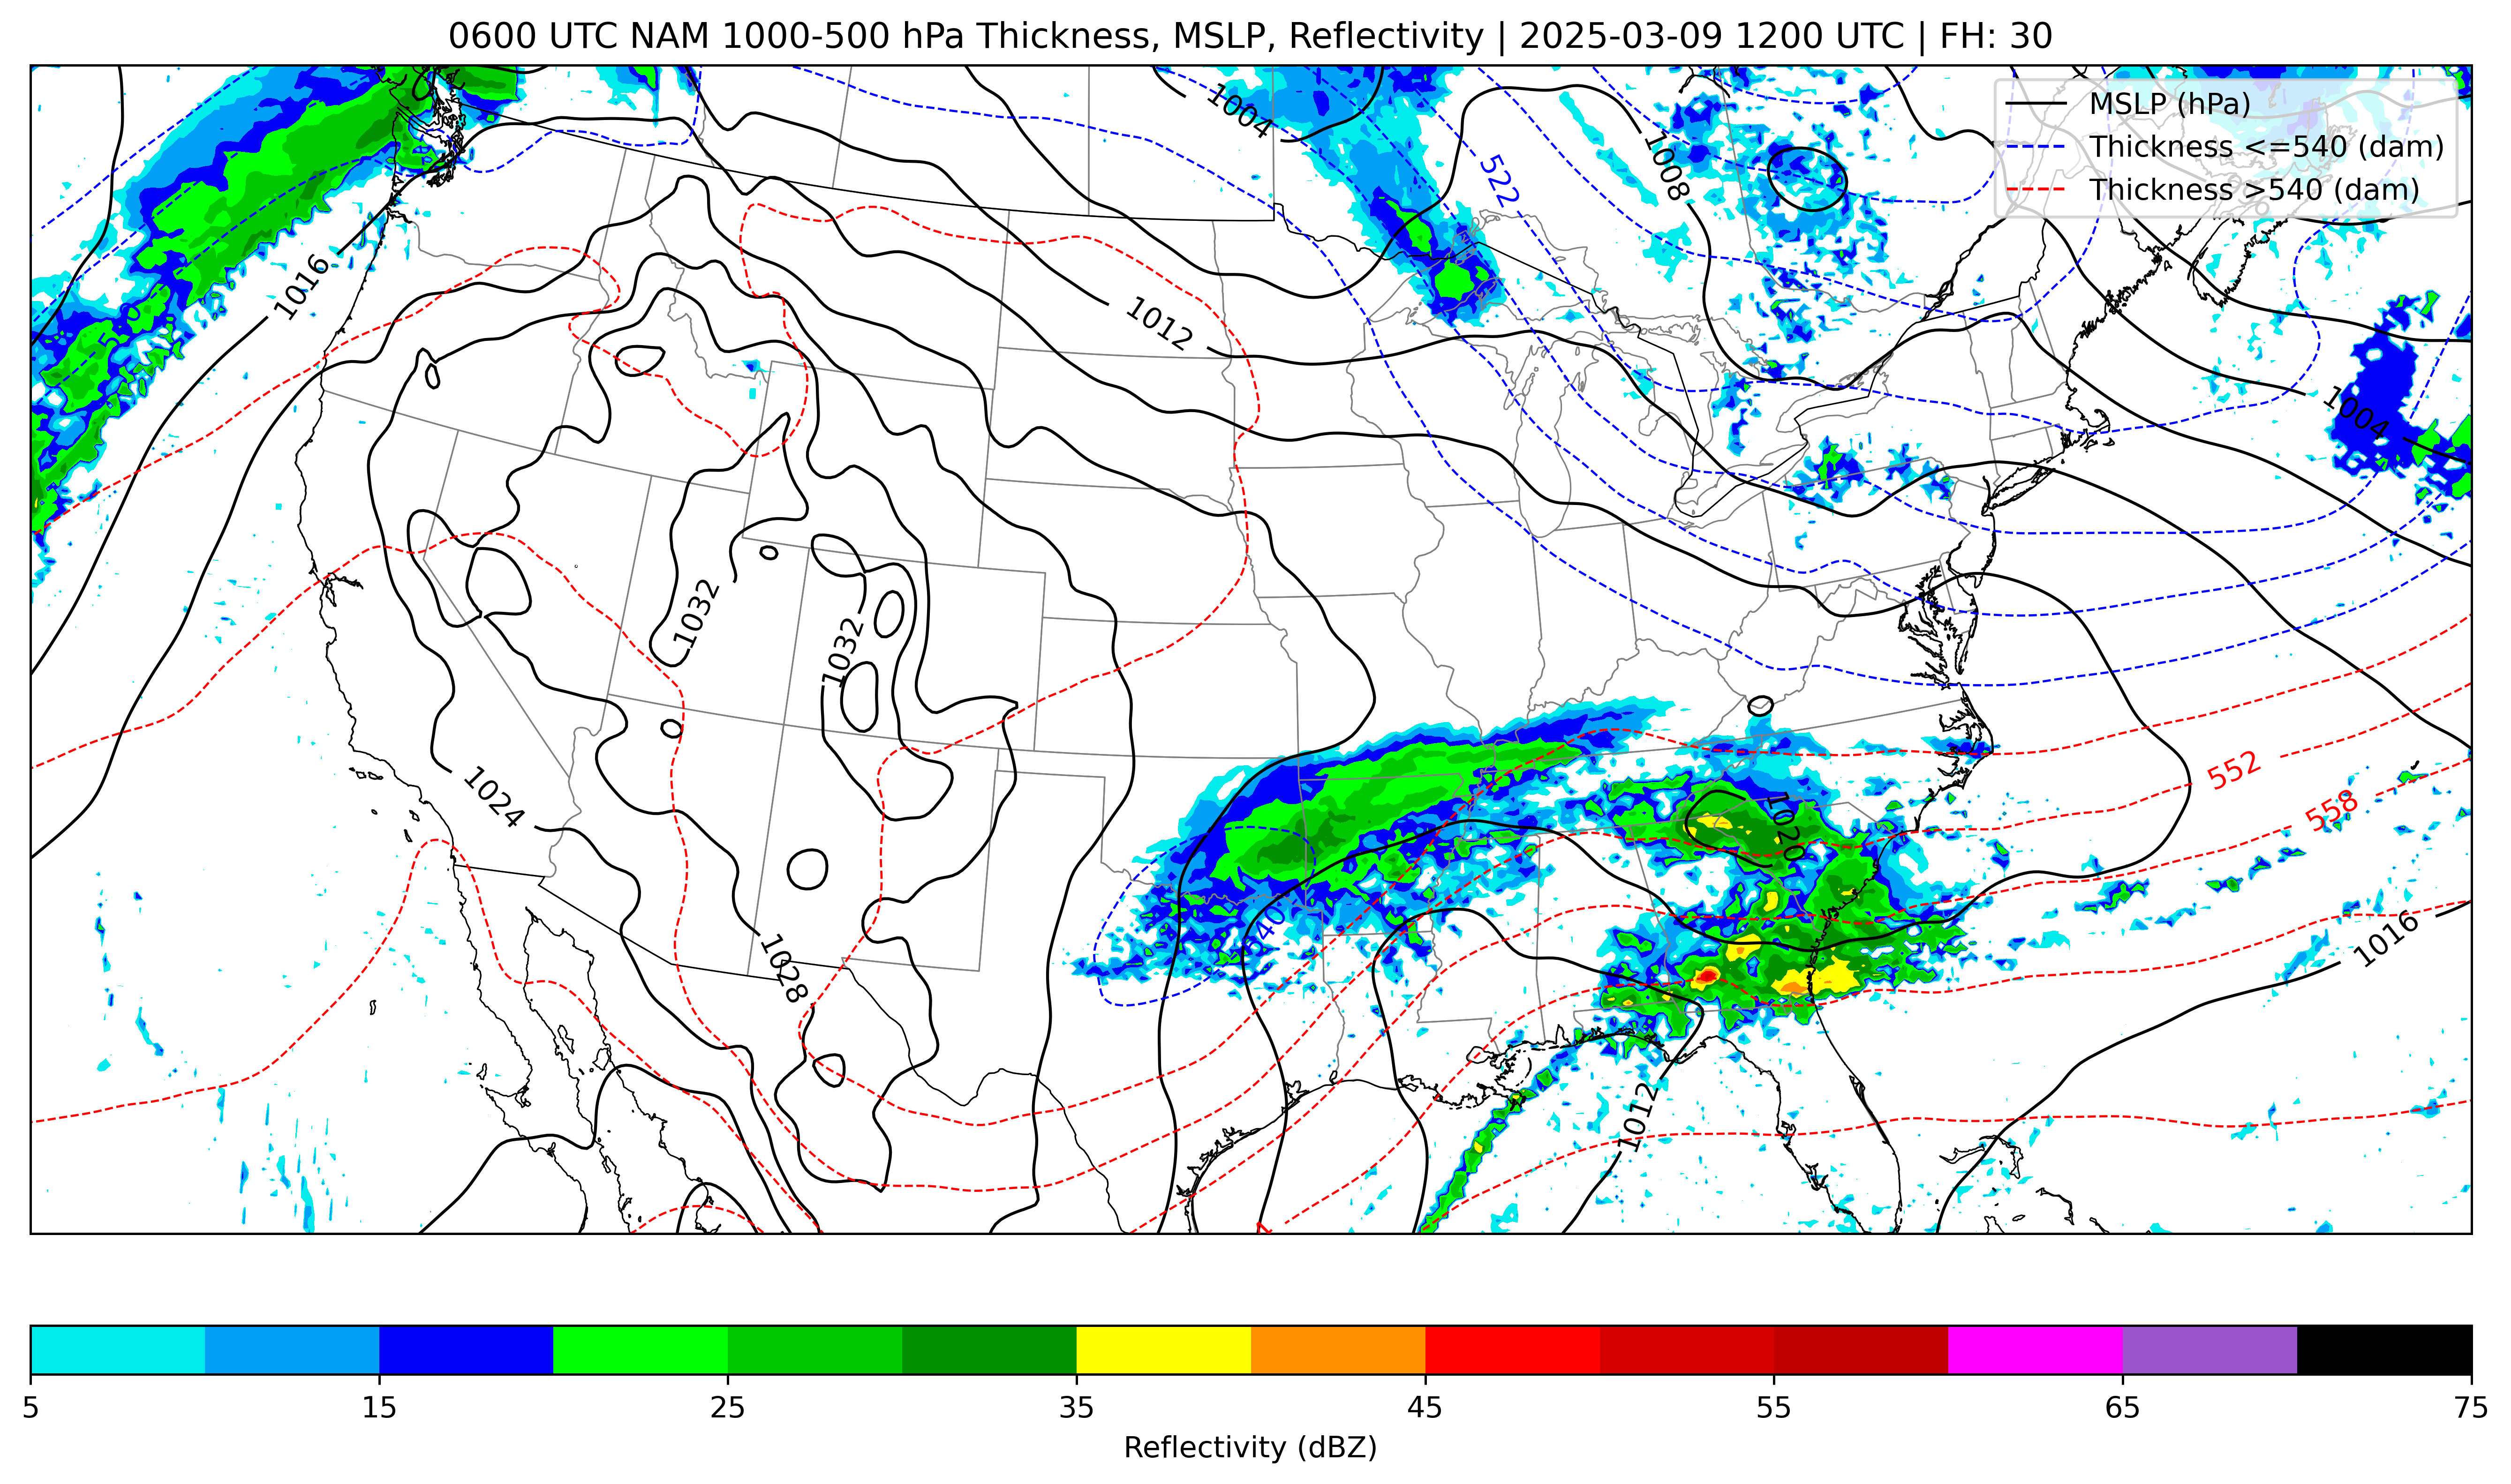 0600 UTC NAM 1000-500 hPa Thickness, MSLP, Reflectivity | 2025-03-09 1200 UTC | FH: 30
MSLP (hPa)
Thickness <=540 (dam)
Thickness >540 (dam)
1004
1008
522
1016
1012
1004
1032
1032
552
558
1024
1020
540
1016
1028
1012
5 15 25 35 45 55 65 75
Reflectivity (dBZ)